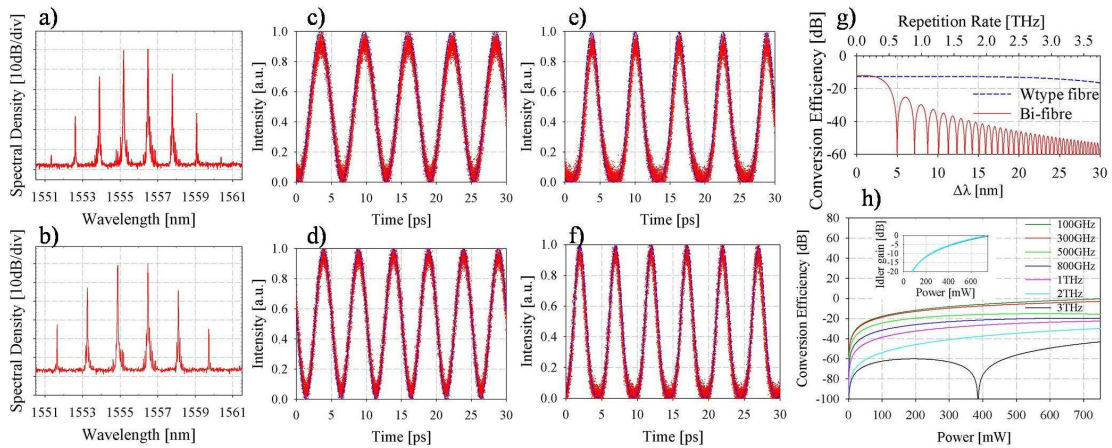 a)
Spectral Density [10dB/div]
1551 1553 1555 1557 1559 1561
Wavelength [nm]
b)
Spectral Density [10dB/div]
1551 1553 1555 1557 1559 1561
Wavelength [nm]
c)
Intensity [a.u.]
1.0
0.8
0.6
0.4
0.2
0.0
0 5 10 15 20 25 30
Time [ps]
d)
Intensity [a.u.]
1.0
0.8
0.6
0.4
0.2
0.0
0 5 10 15 20 25 30
Time [ps]
e)
Intensity [a.u.]
1.0
0.8
0.6
0.4
0.2
0.0
0 5 10 15 20 25 30
Time [ps]
f)
Intensity [a.u.]
1.0
0.8
0.6
0.4
0.2
0.0
0 5 10 15 20 25 30
Time [ps]
g)
Repetition Rate [THz]
0.0 0.5 1.0 1.5 2.0 2.5 3.0 3.5
Conversion Efficiency [dB]
0
-20
-40
-60
Wtype fibre
Bi-fibre
0 5 10 15 20 25 30
Δλ [nm]
h)
Conversion Efficiency [dB]
80
60
40
20
0
-20
-40
-60
-80
-100
Idler gain [dB]
0
-5
-10
-15
-20
0 200 400 600
Power [mW]
100GHz
300GHz
500GHz
800GHz
1THz
2THz
3THz
0 100 200 300 400 500 600 700
Power [mW]